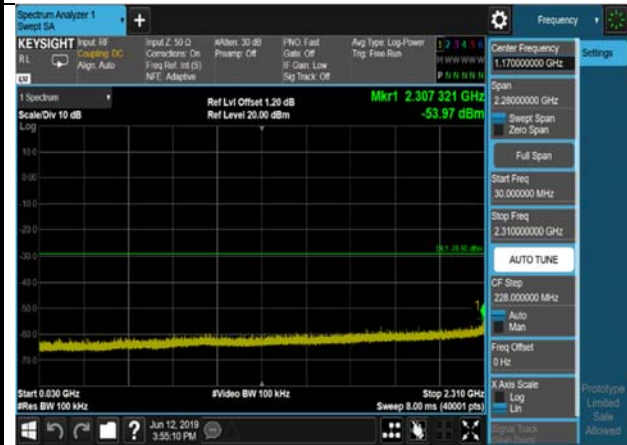 Spectrum Analyzer 1
Swept SA
+
Frequency
KEYSIGHT
RL
Input: RF
Coupling: DC
Align: Auto
Input Z: 50 Ω
Corrections: On
Freq Ref: Int (S)
NFE: Adaptive
#Atten: 30 dB
Preamp: Off
PNO: Fast
Gate: Off
IF Gain: Low
Sig Track: Off
Avg Type: Log-Power
Trig: Free Run
1 2 3 4 5 6
M W W W W W
P N N N N N
1 Spectrum
Scale/Div 10 dB
Log
Ref Lvl Offset 1.20 dB
Ref Level 20.00 dBm
Mkr1 2.307 321 GHz
-53.97 dBm
10.0
0.00
-10.0
-20.0
-30.0
-40.0
-50.0
-60.0
-70.0
1
Start 0.030 GHz
#Res BW 100 kHz
#Video BW 100 kHz
Stop 2.310 GHz
Sweep 8.00 ms (40001 pts)
Jun 12, 2019
3:55:10 PM
Center Frequency
1.170000000 GHz
Settings
Span
2.28000000 GHz
Swept Span
Zero Span
Full Span
Start Freq
30.000000 MHz
Stop Freq
2.310000000 GHz
AUTO TUNE
CF Step
228.000000 MHz
Auto
Man
Freq Offset
0 Hz
X Axis Scale
Log
Lin
Signal Track
Prototype
Limited
Sale
Allowed